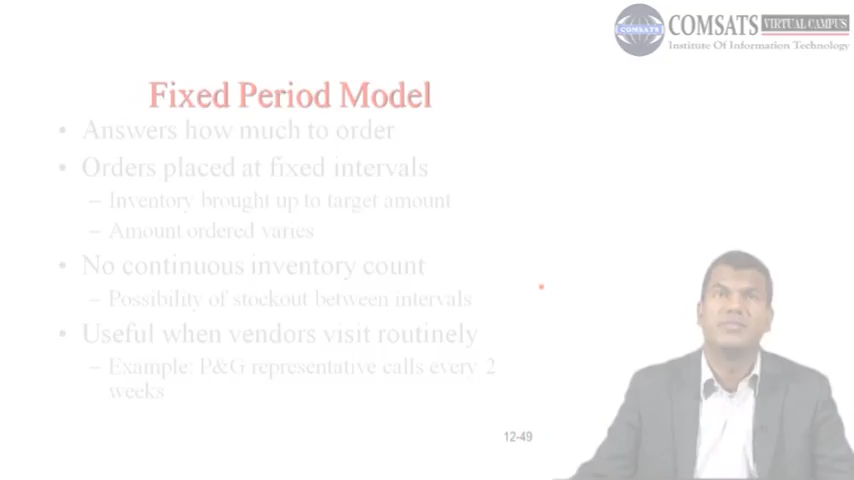 COMSATS VIRTUAL CAMPUS
COMSATS
Institute Of Information Technology
Fixed Period Model
• Answers how much to order
• Orders placed at fixed intervals
– Inventory brought up to target amount
– Amount ordered varies
• No continuous inventory count
– Possibility of stockout between intervals
• Useful when vendors visit routinely
– Example: P&G representative calls every 2
weeks
12-49